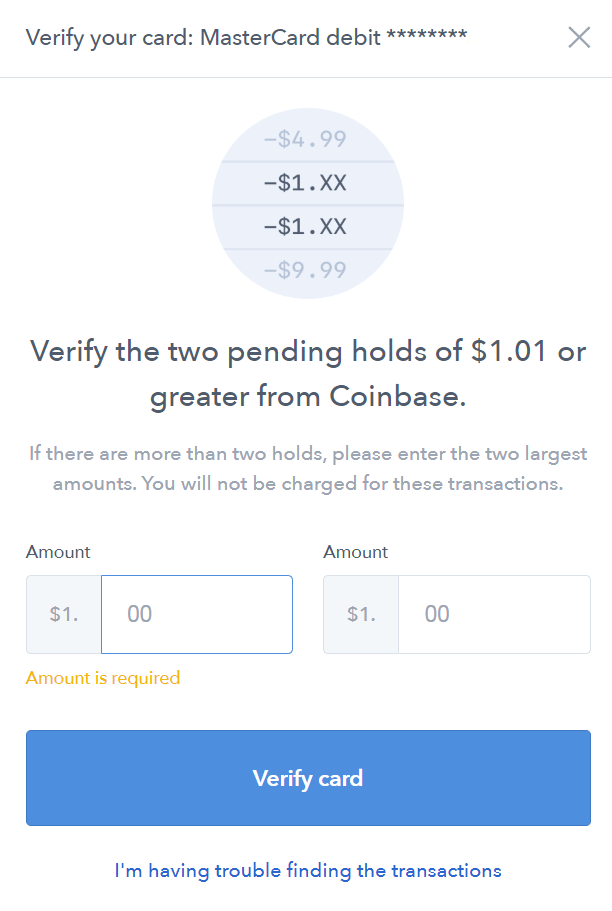 Verify your card: MasterCard debit ********
–$4.99
–$1.XX
–$1.XX
–$9.99
Verify the two pending holds of $1.01 or
greater from Coinbase.
If there are more than two holds, please enter the two largest
amounts. You will not be charged for these transactions.
Amount Amount
$1. 00 $1. 00
Amount is required
Verify card
I'm having trouble finding the transactions